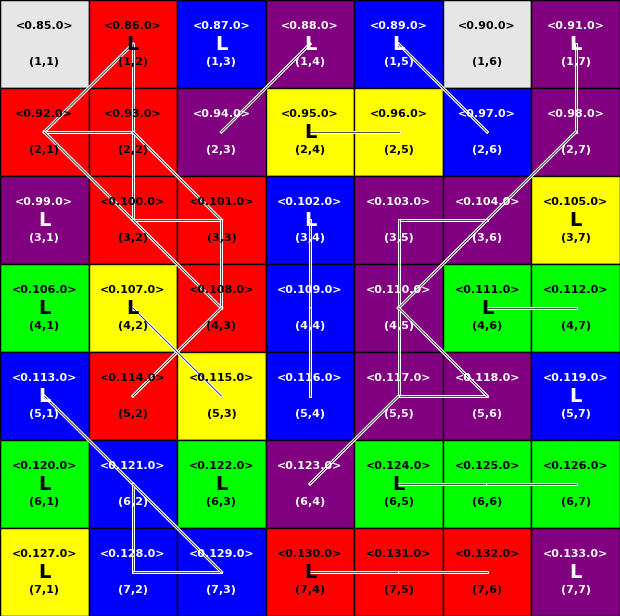 <0.85.0> <0.86.0> <0.87.0> <0.88.0> <0.89.0> <0.90.0> <0.91.0>
L L L L L
(1,1) (1,2) (1,3) (1,4) (1,5) (1,6) (1,7)
<0.92.0> <0.93.0> <0.94.0> <0.95.0> <0.96.0> <0.97.0> <0.98.0>
L
(2,1) (2,2) (2,3) (2,4) (2,5) (2,6) (2,7)
<0.99.0> <0.100.0> <0.101.0> <0.102.0> <0.103.0> <0.104.0> <0.105.0>
L L L
(3,1) (3,2) (3,3) (3,4) (3,5) (3,6) (3,7)
<0.106.0> <0.107.0> <0.108.0> <0.109.0> <0.110.0> <0.111.0> <0.112.0>
L L L
(4,1) (4,2) (4,3) (4,4) (4,5) (4,6) (4,7)
<0.113.0> <0.114.0> <0.115.0> <0.116.0> <0.117.0> <0.118.0> <0.119.0>
L L
(5,1) (5,2) (5,3) (5,4) (5,5) (5,6) (5,7)
<0.120.0> <0.121.0> <0.122.0> <0.123.0> <0.124.0> <0.125.0> <0.126.0>
L L L
(6,1) (6,2) (6,3) (6,4) (6,5) (6,6) (6,7)
<0.127.0> <0.128.0> <0.129.0> <0.130.0> <0.131.0> <0.132.0> <0.133.0>
L L L
(7,1) (7,2) (7,3) (7,4) (7,5) (7,6) (7,7)